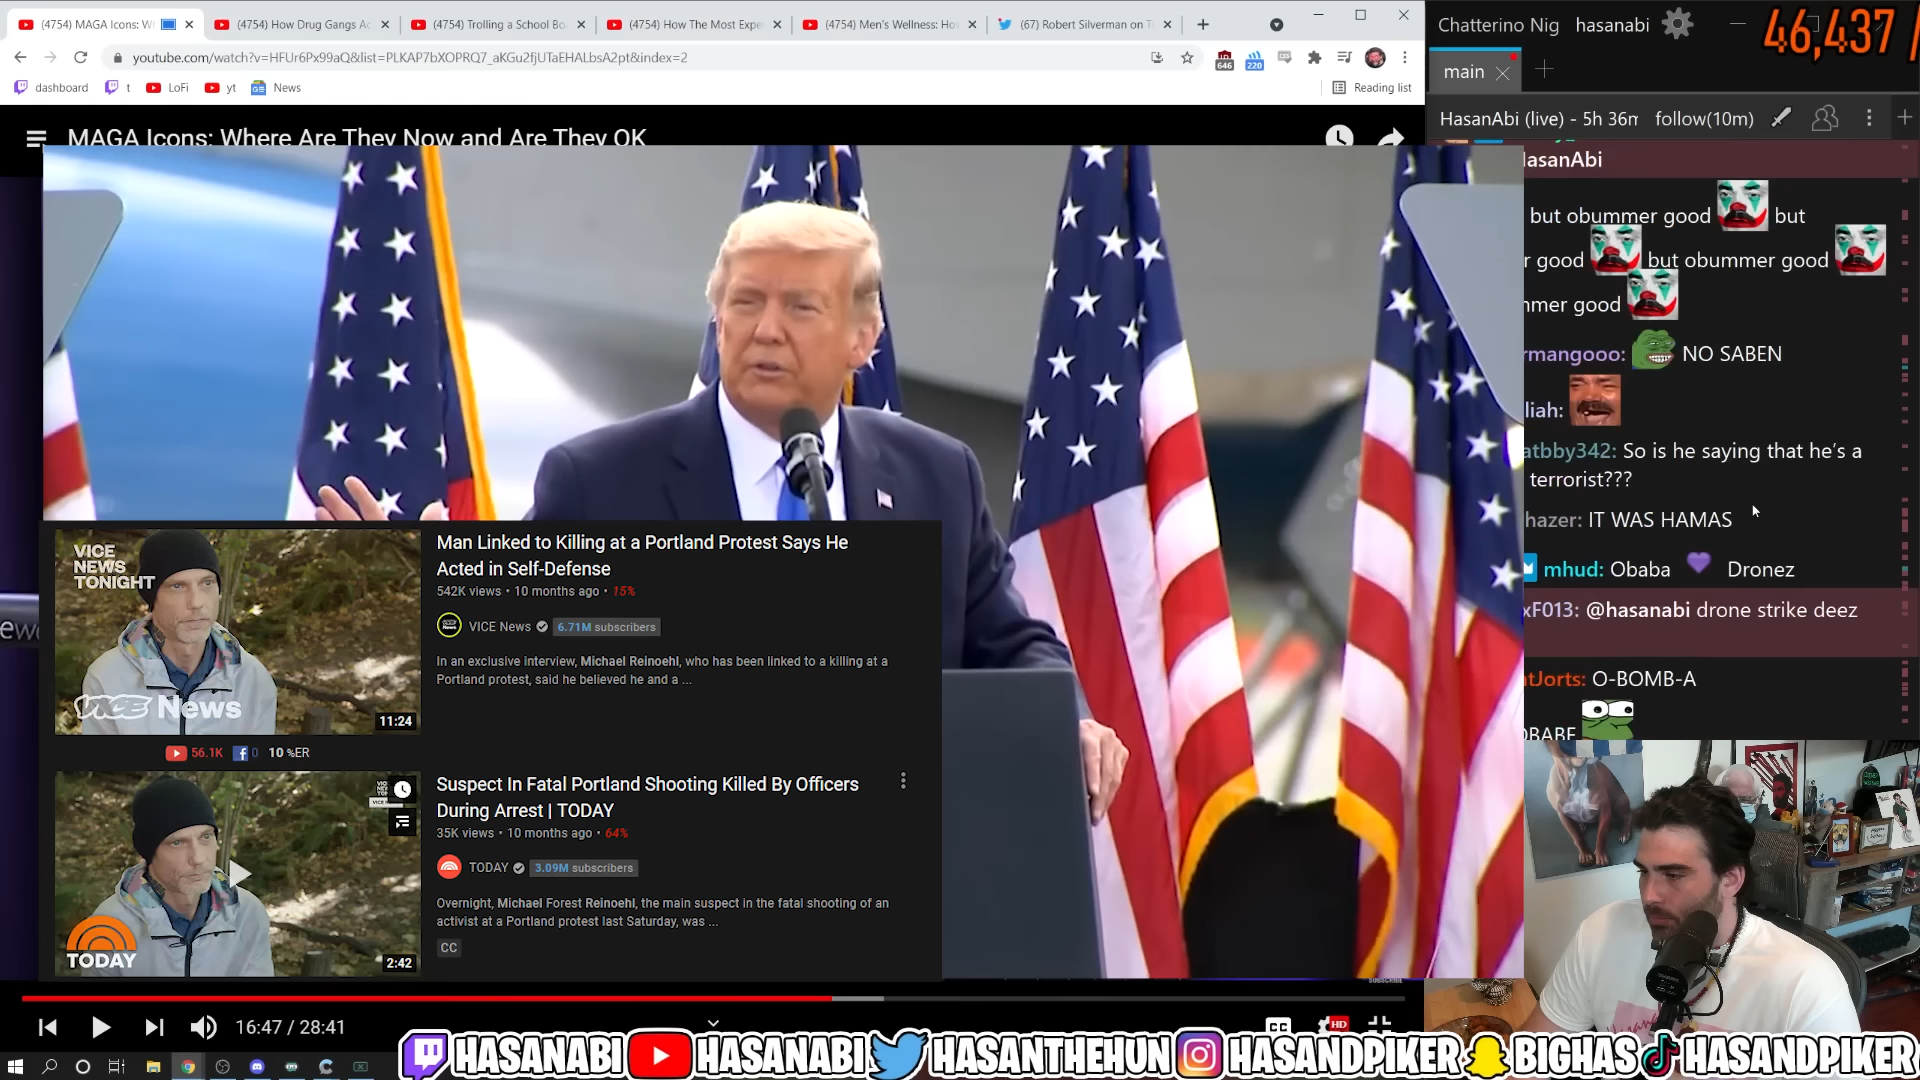 (4754) MAGA Icons: W
(4754) How Drug Gangs Ac
(4754) Trolling a School Bo
(4754) How The Most Expe
(4754) Men's Wellness: Ho
(67) Robert Silverman on T
youtube.com/watch?v=HFUr6Px99aQ&list=PLKAP7bXOPRQ7_aKGu2fjUTaEHALbsA2pt&index=2
646
220
dashboard
t
LoFi
yt
News
Reading list
MAGA Icons: Where Are They Now and Are They OK
VICE
NEWS
TONIGHT
VICE News
11:24
Man Linked to Killing at a Portland Protest Says He
Acted in Self-Defense
542K views • 10 months ago • 15%
VICE News
6.71M subscribers
In an exclusive interview, Michael Reinoehl, who has been linked to a killing at a
Portland protest, said he believed he and a ...
56.1K
0
10 %ER
TODAY
2:42
Suspect In Fatal Portland Shooting Killed By Officers
During Arrest | TODAY
35K views • 10 months ago • 64%
TODAY
3.09M subscribers
Overnight, Michael Forest Reinoehl, the main suspect in the fatal shooting of an
activist at a Portland protest last Saturday, was ...
CC
SUBSCRIBE
16:47 / 28:41
CC
HD
Chatterino Nig
hasanabi
46,437 /
main
HasanAbi (live) - 5h 36m
follow(10m)
HasanAbi
but obummer good but
r good but obummer good
mmer good
rmangooo: NO SABEN
liah:
atbby342: So is he saying that he's a
terrorist???
hazer: IT WAS HAMAS
mhud: Obaba Dronez
xF013: @hasanabi drone strike deez
tJorts: O-BOMB-A
OBABE
HASANABI
HASANABI
HASANTHEHUN
HASANDPIKER
BIGHAS
HASANDPIKER